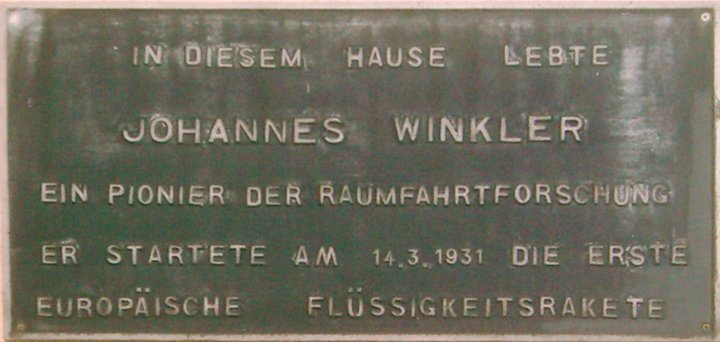 IN DIESEM HAUSE LEBTE
JOHANNES WINKLER
EIN PIONIER DER RAUMFAHRTFORSCHUNG
ER STARTETE AM 14.3.1931 DIE ERSTE
EUROPÄISCHE FLÜSSIGKEITSRAKETE